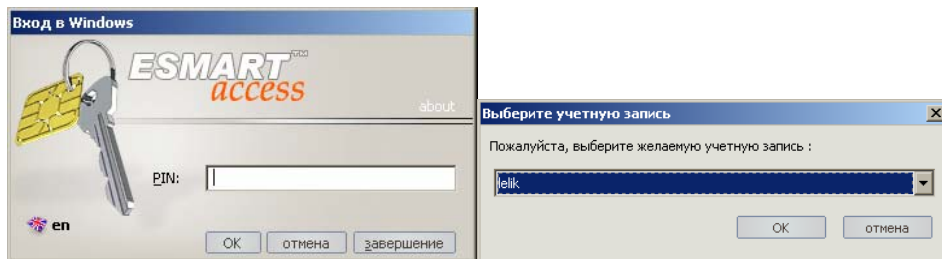 Вход в Windows
ESMART™
access
about
PIN:
en
OK
отмена
завершение
Выберите учетную запись
Пожалуйста, выберите желаемую учетную запись :
lelik
OK
отмена